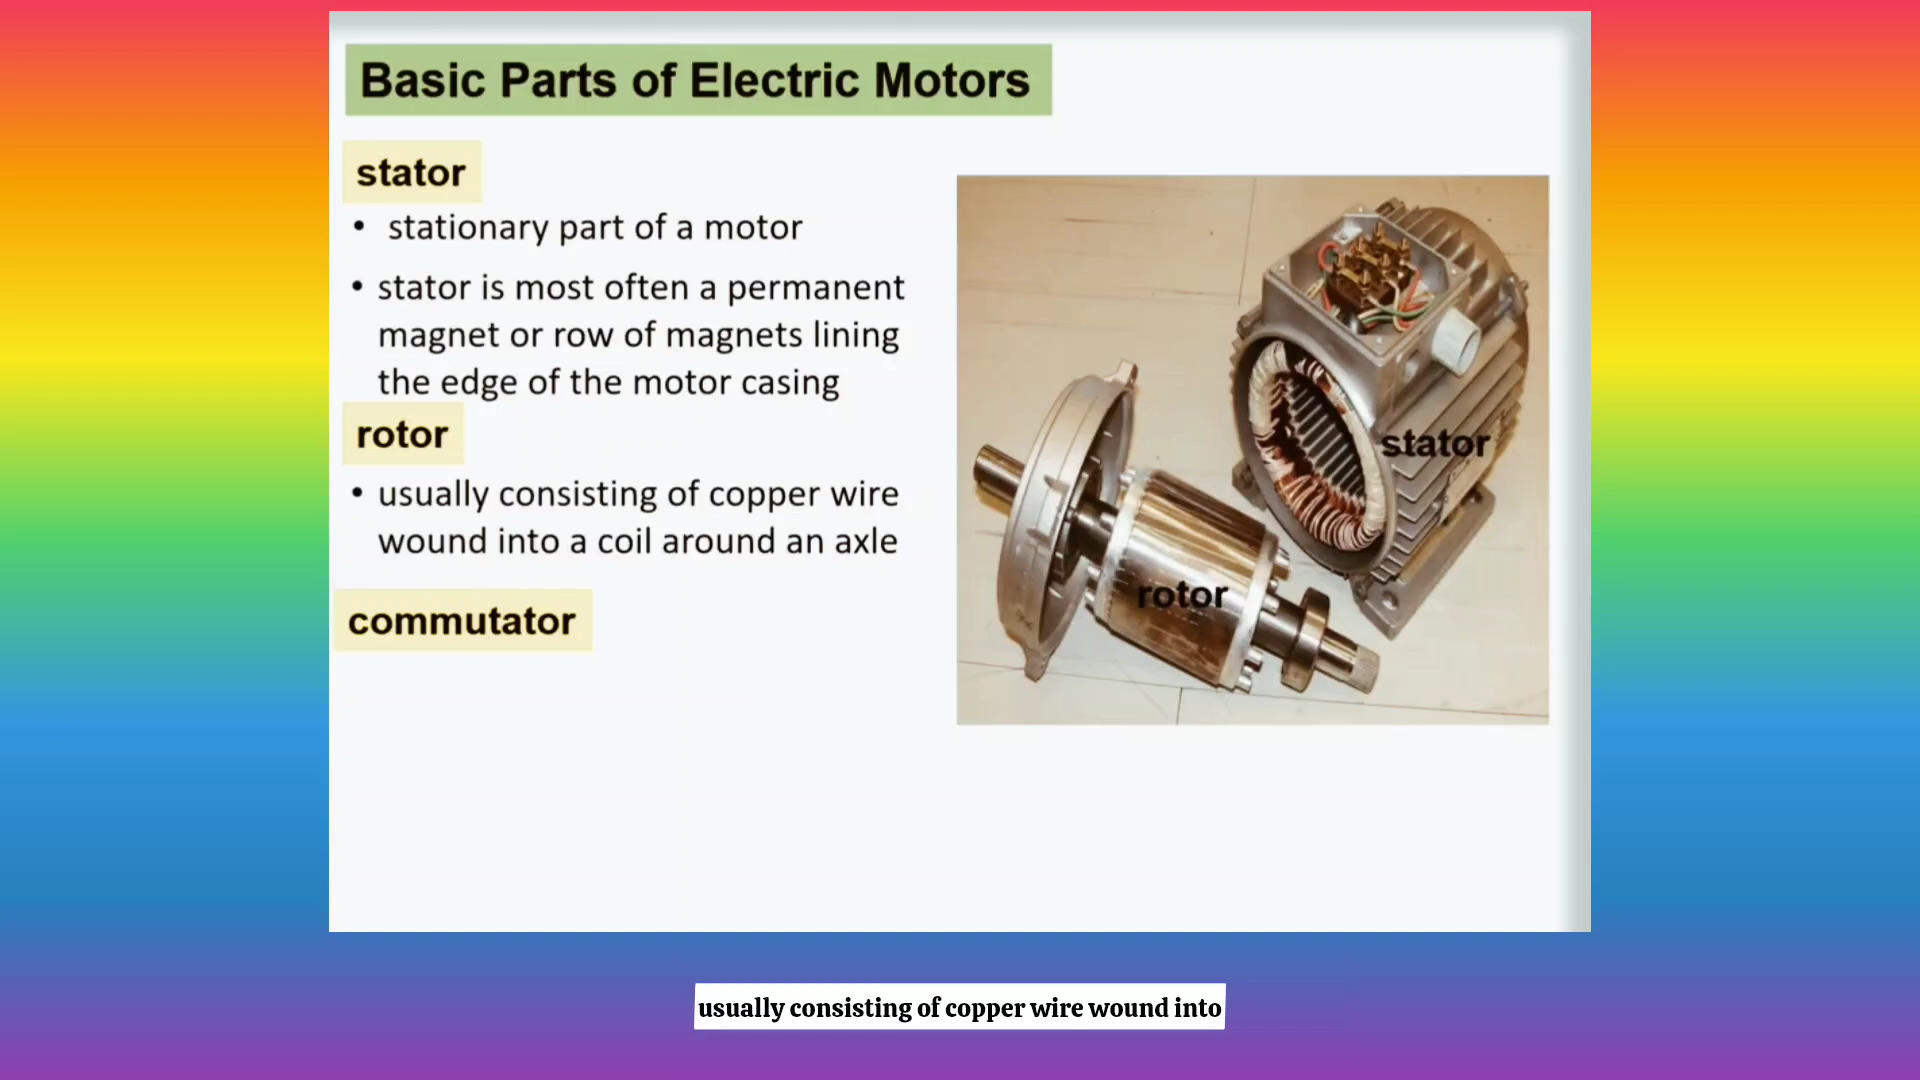 Basic Parts of Electric Motors
stator
• stationary part of a motor
• stator is most often a permanent
magnet or row of magnets lining
the edge of the motor casing
rotor
• usually consisting of copper wire
wound into a coil around an axle
commutator
stator
rotor
usually consisting of copper wire wound into